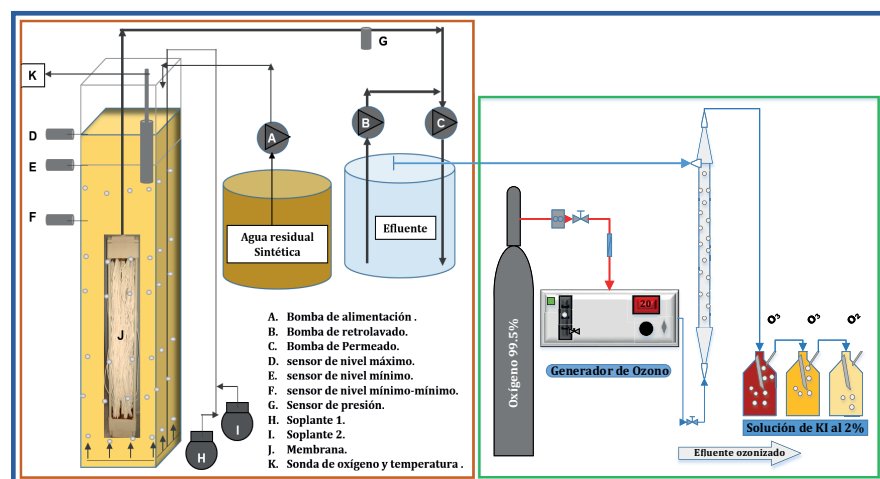 G
K
A
B
C
D
E
F
Agua residual
Sintética
Efluente
J
H
I
A. Bomba de alimentación .
B. Bomba de retrolavado.
C. Bomba de Permeado.
D. sensor de nivel máximo.
E. sensor de nivel mínimo.
F. sensor de nivel mínimo-mínimo.
G. Sensor de presión.
H. Soplante 1.
I. Soplante 2.
J. Membrana.
K. Sonda de oxígeno y temperatura .
Oxígeno 99.5%
20
Generador de Ozono
O3
O3
O2
Solución de KI al 2%
Efluente ozonizado